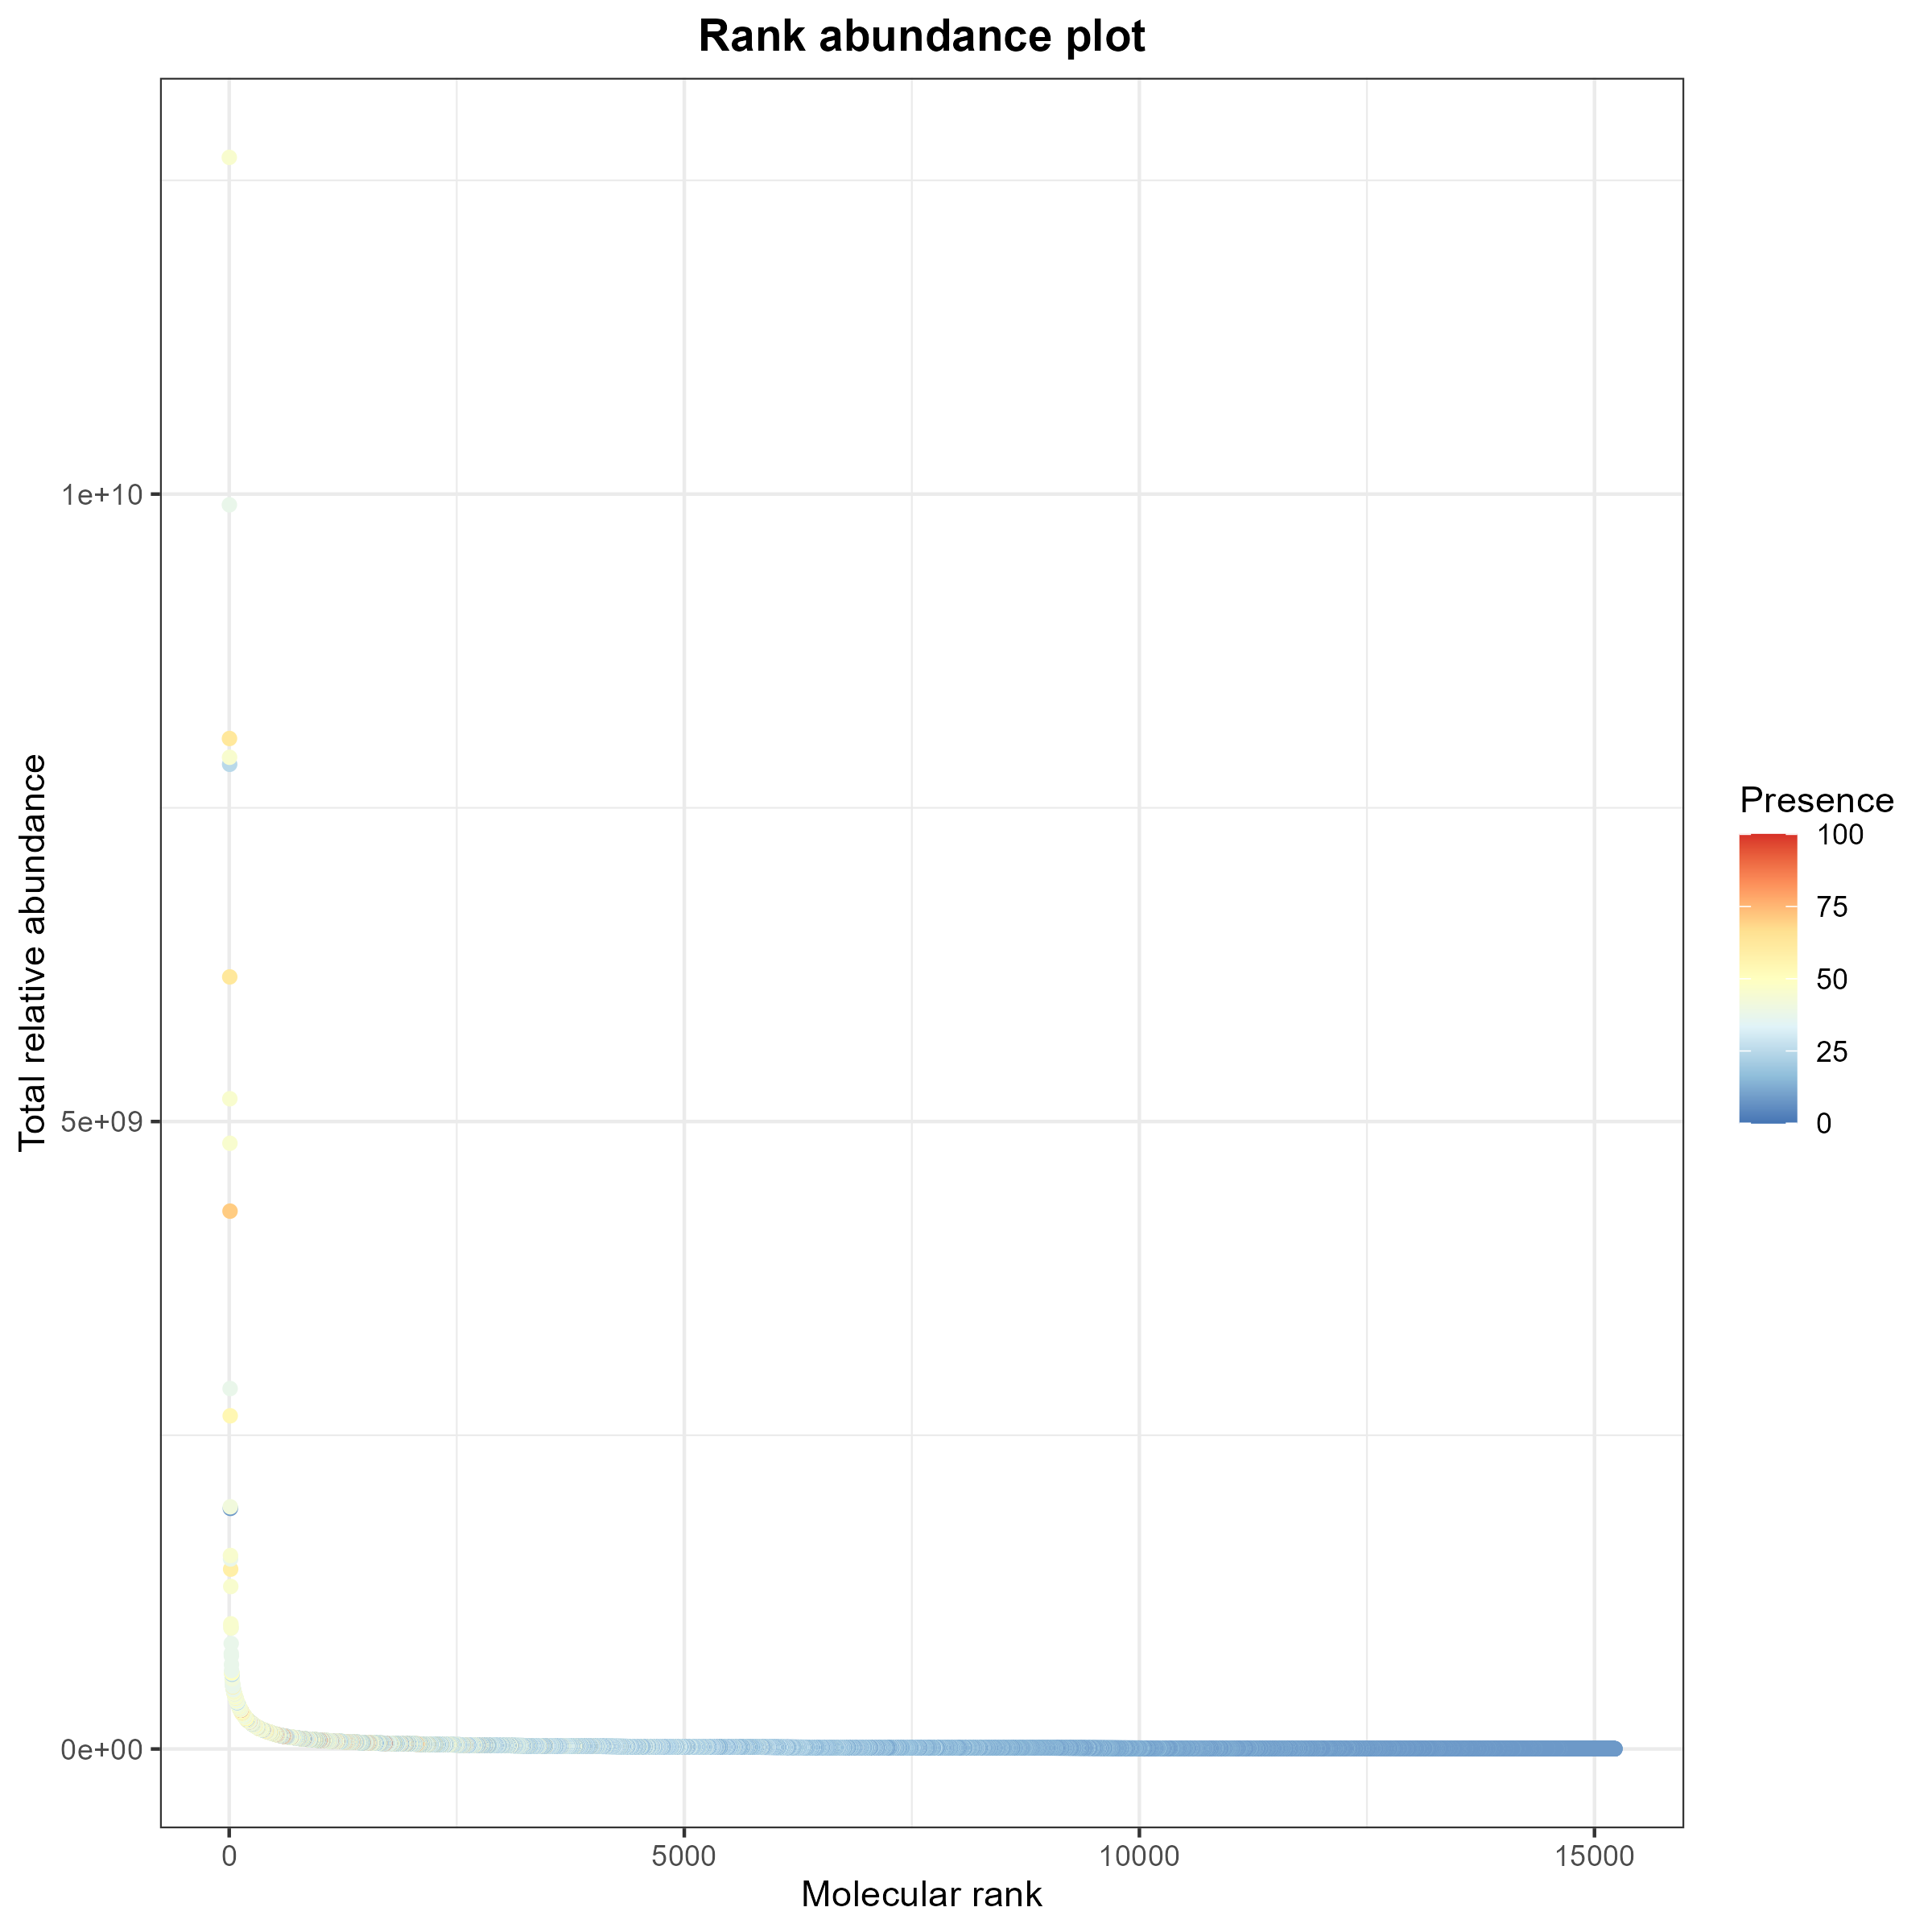 Rank abundance plot
Total relative abundance
1e+10
5e+09
0e+00
0
5000
10000
15000
Molecular rank
Presence
100
75
50
25
0